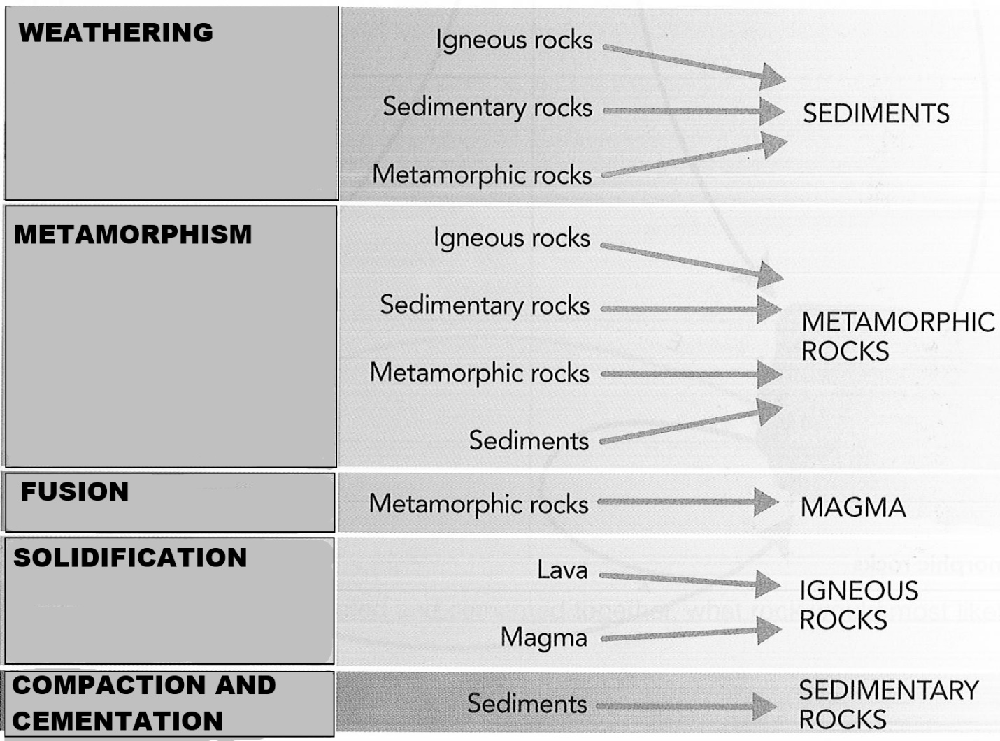 WEATHERING
Igneous rocks
Sedimentary rocks
SEDIMENTS
Metamorphic rocks
METAMORPHISM
Igneous rocks
Sedimentary rocks
METAMORPHIC
ROCKS
Metamorphic rocks
Sediments
FUSION
Metamorphic rocks
MAGMA
SOLIDIFICATION
Lava
IGNEOUS
ROCKS
Magma
COMPACTION AND
CEMENTATION
Sediments
SEDIMENTARY
ROCKS